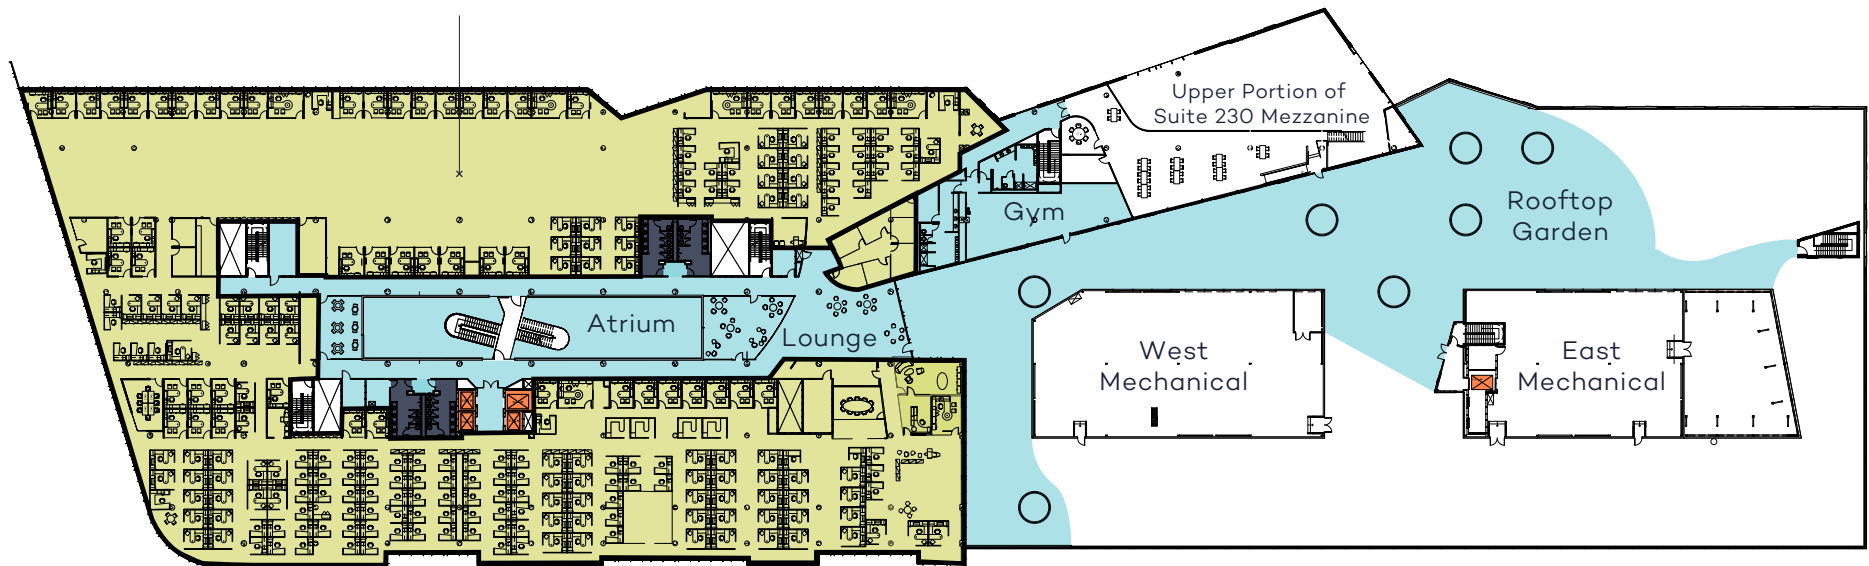 Upper Portion of
Suite 230 Mezzanine
Gym
Rooftop
Garden
Atrium
Lounge
West
Mechanical
East
Mechanical